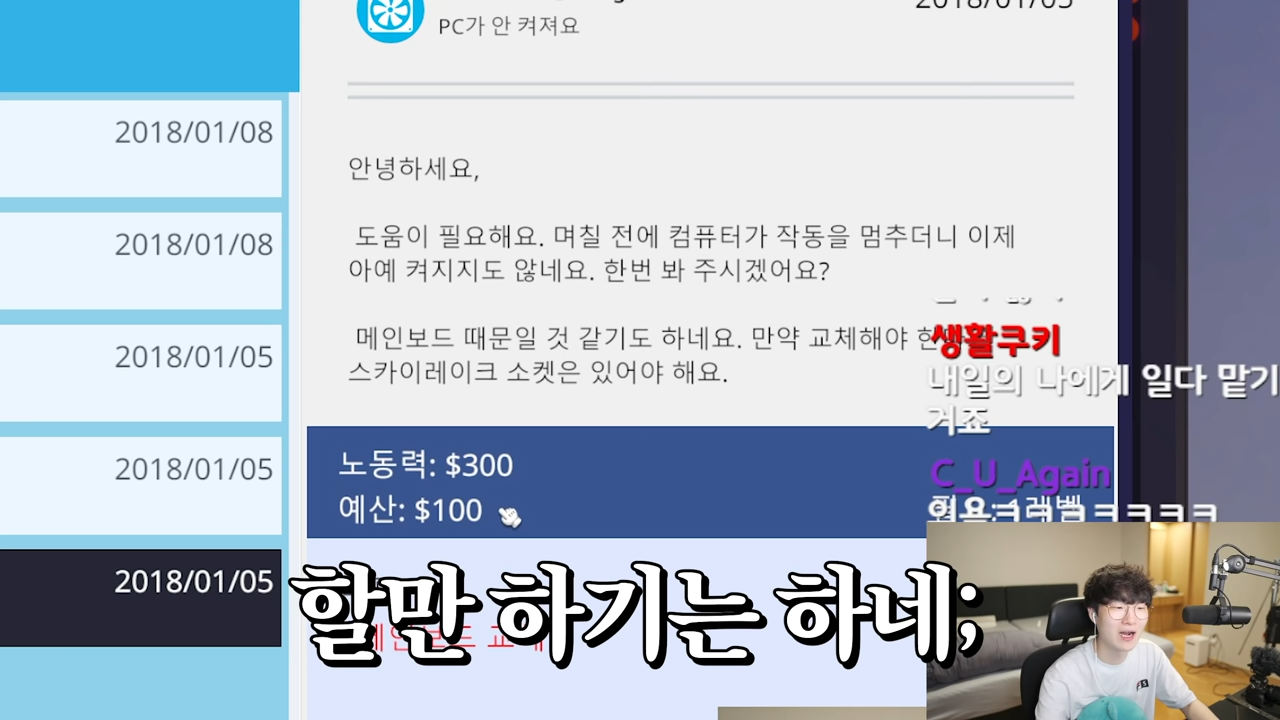 2018/01/05
PC가 안 켜져요
2018/01/08
2018/01/08
2018/01/05
2018/01/05
2018/01/05
안녕하세요,
도움이 필요해요. 며칠 전에 컴퓨터가 작동을 멈추더니 이제
아예 켜지지도 않네요. 한번 봐 주시겠어요?
메인보드 때문일 것 같기도 하네요. 만약 교체해야
스카이레이크 소켓은 있어야 해요.
생활쿠키
내일의 나에게 일다 맡기
거죠
C_U_Again
노동력: $300
예산: $100
할만 하기는 하네;